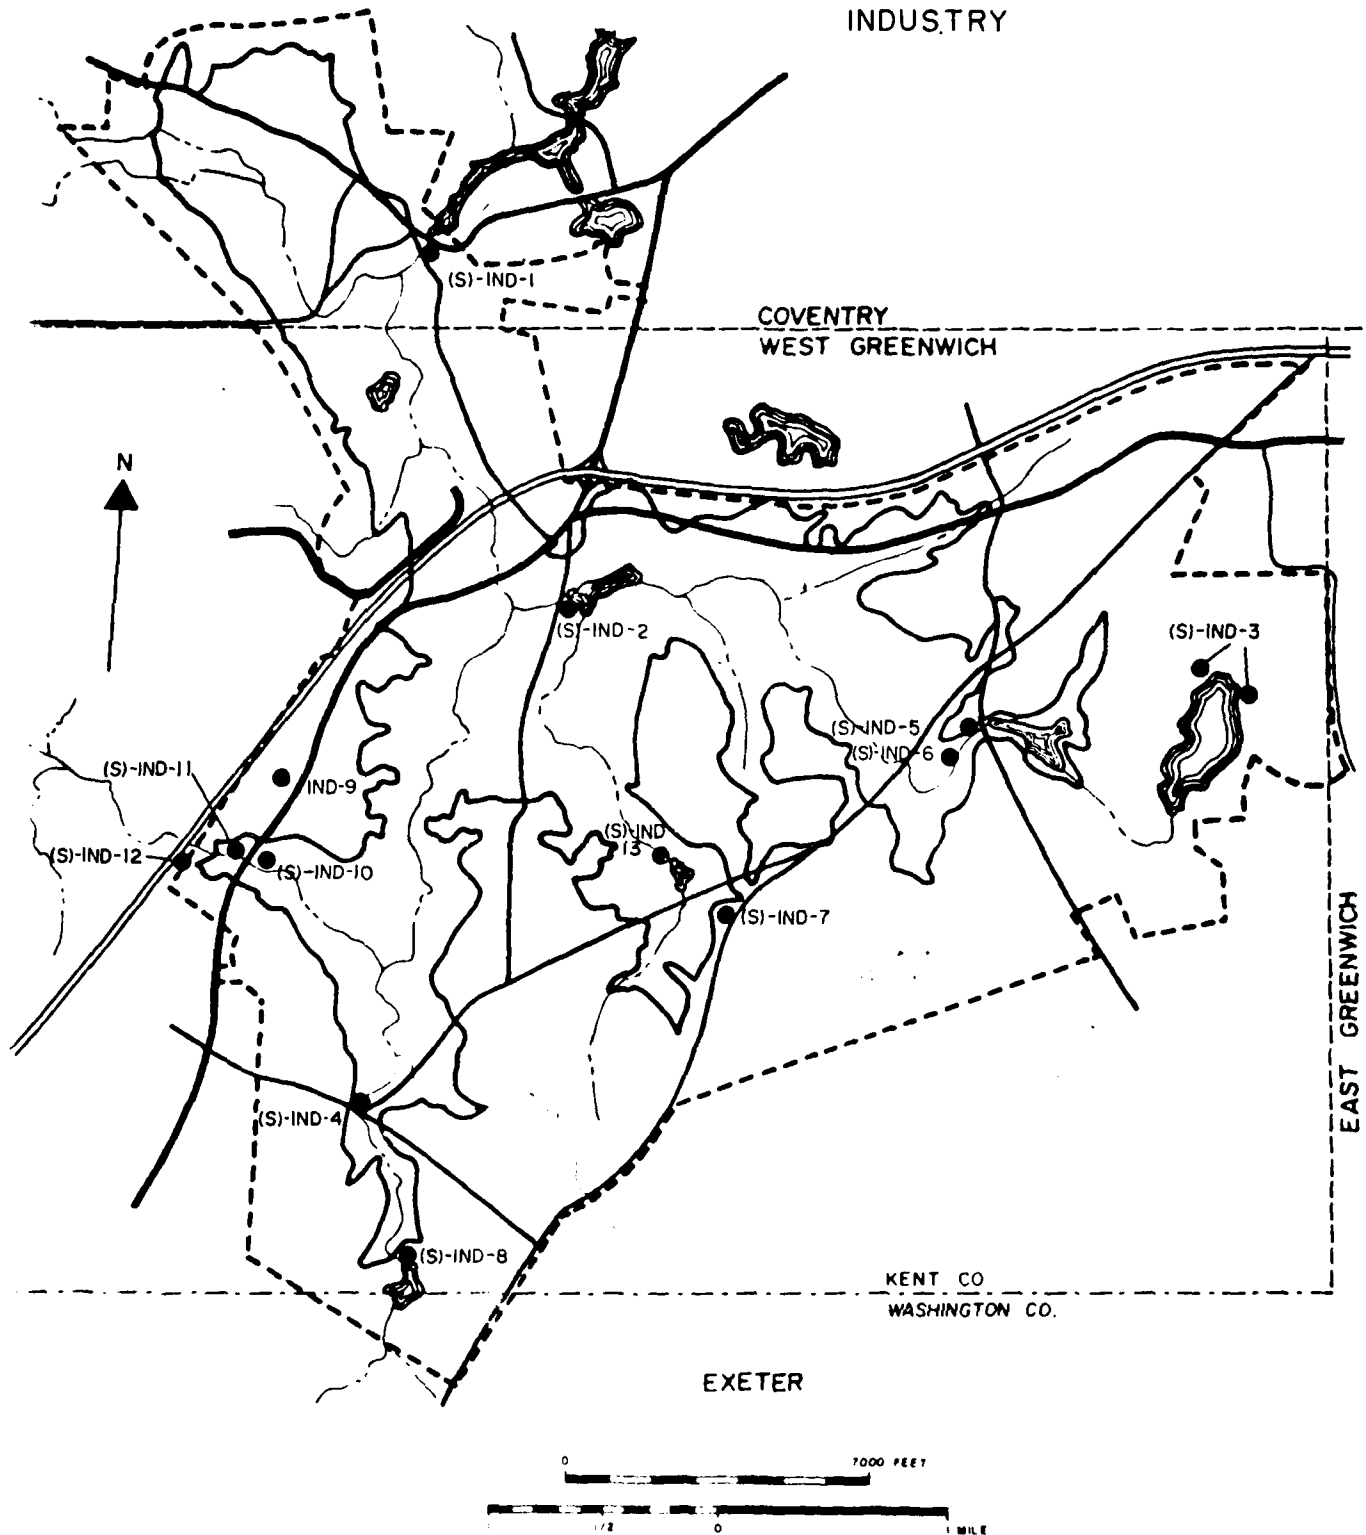 INDUSTRY
(S)-IND-1
COVENTRY
WEST GREENWICH
N
(S)-IND-2
(S)-IND-3
(S)-IND-5
(S)-IND-6
(S)-IND-11
IND-9
(S)-IND
13
(S)-IND-12
(S)-IND-10
(S)-IND-7
EAST GREENWICH
(S)-IND-4
(S)-IND-8
KENT CO
WASHINGTON CO.
EXETER
0 7000 FEET
1/2 0 1 MILE